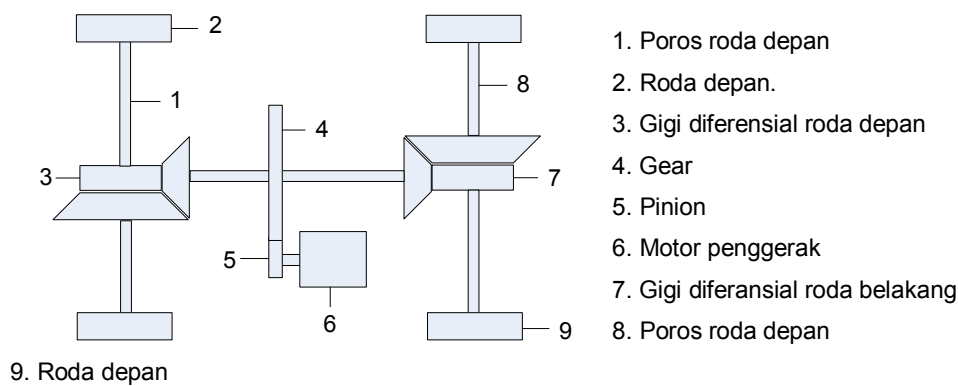 2
1
3
4
5
6
8
7
9
1. Poros roda depan
2. Roda depan.
3. Gigi diferensial roda depan
4. Gear
5. Pinion
6. Motor penggerak
7. Gigi diferansial roda belakang
8. Poros roda depan
9. Roda depan